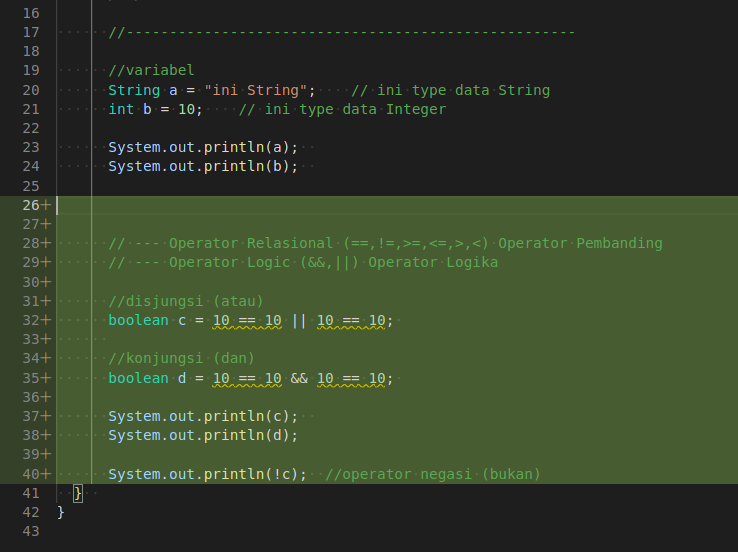 16
17 //----------------------------------------------------
18
19 //variabel
20 String a = "ini String"; // ini type data String
21 int b = 10; // ini type data Integer
22
23 System.out.println(a);
24 System.out.println(b);
25
26+
27+
28+ // --- Operator Relasional (==,!=,>=,<=,>,<) Operator Pembanding
29+ // --- Operator Logic (&&,||) Operator Logika
30+
31+ //disjungsi (atau)
32+ boolean c = 10 == 10 || 10 == 10;
33+
34+ //konjungsi (dan)
35+ boolean d = 10 == 10 && 10 == 10;
36+
37+ System.out.println(c);
38+ System.out.println(d);
39+
40+ System.out.println(!c); //operator negasi (bukan)
41 }
42 }
43